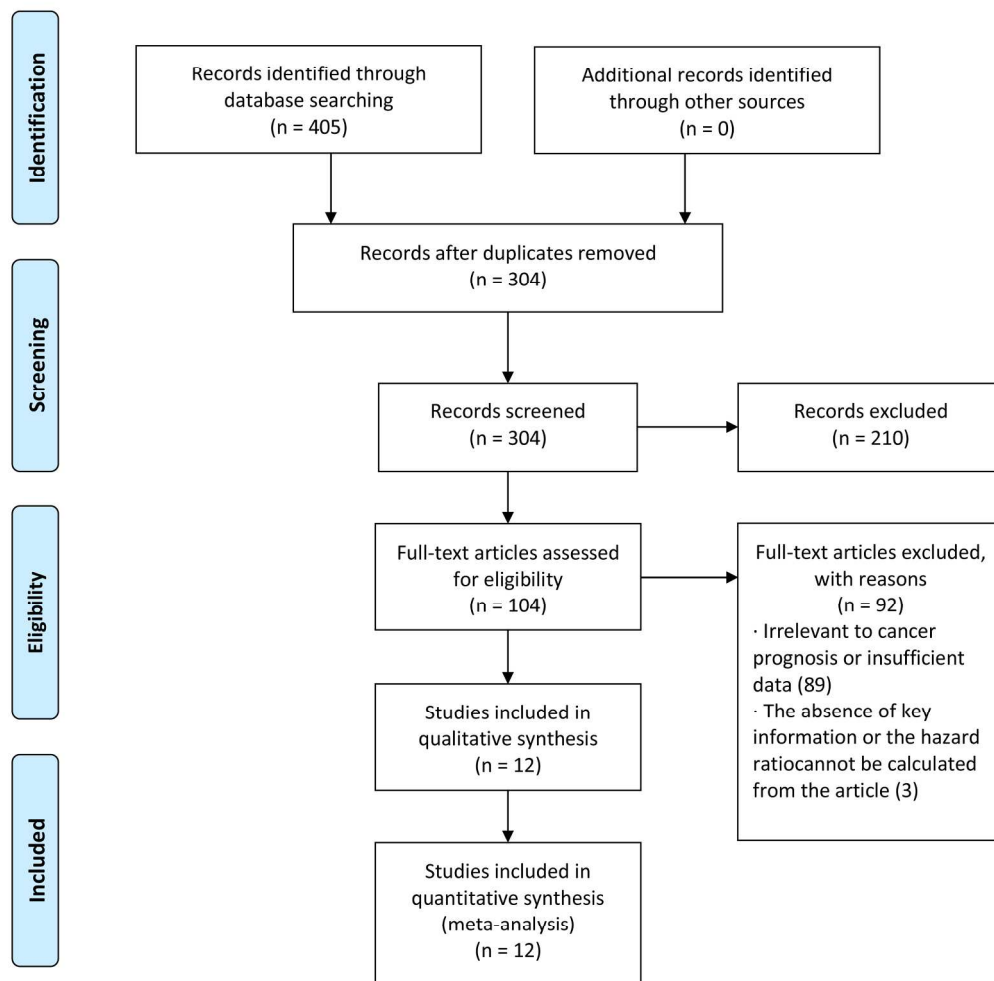 Identification
Records identified through
database searching
(n = 405)
Additional records identified
through other sources
(n = 0)
Records after duplicates removed
(n = 304)
Screening
Records screened
(n = 304)
Records excluded
(n = 210)
Eligibility
Full-text articles assessed
for eligibility
(n = 104)
Full-text articles excluded,
with reasons
(n = 92)
· Irrelevant to cancer
prognosis or insufficient
data (89)
· The absence of key
information or the hazard
ratiocannot be calculated
from the article (3)
Studies included in
qualitative synthesis
(n = 12)
Included
Studies included in
quantitative synthesis
(meta-analysis)
(n = 12)